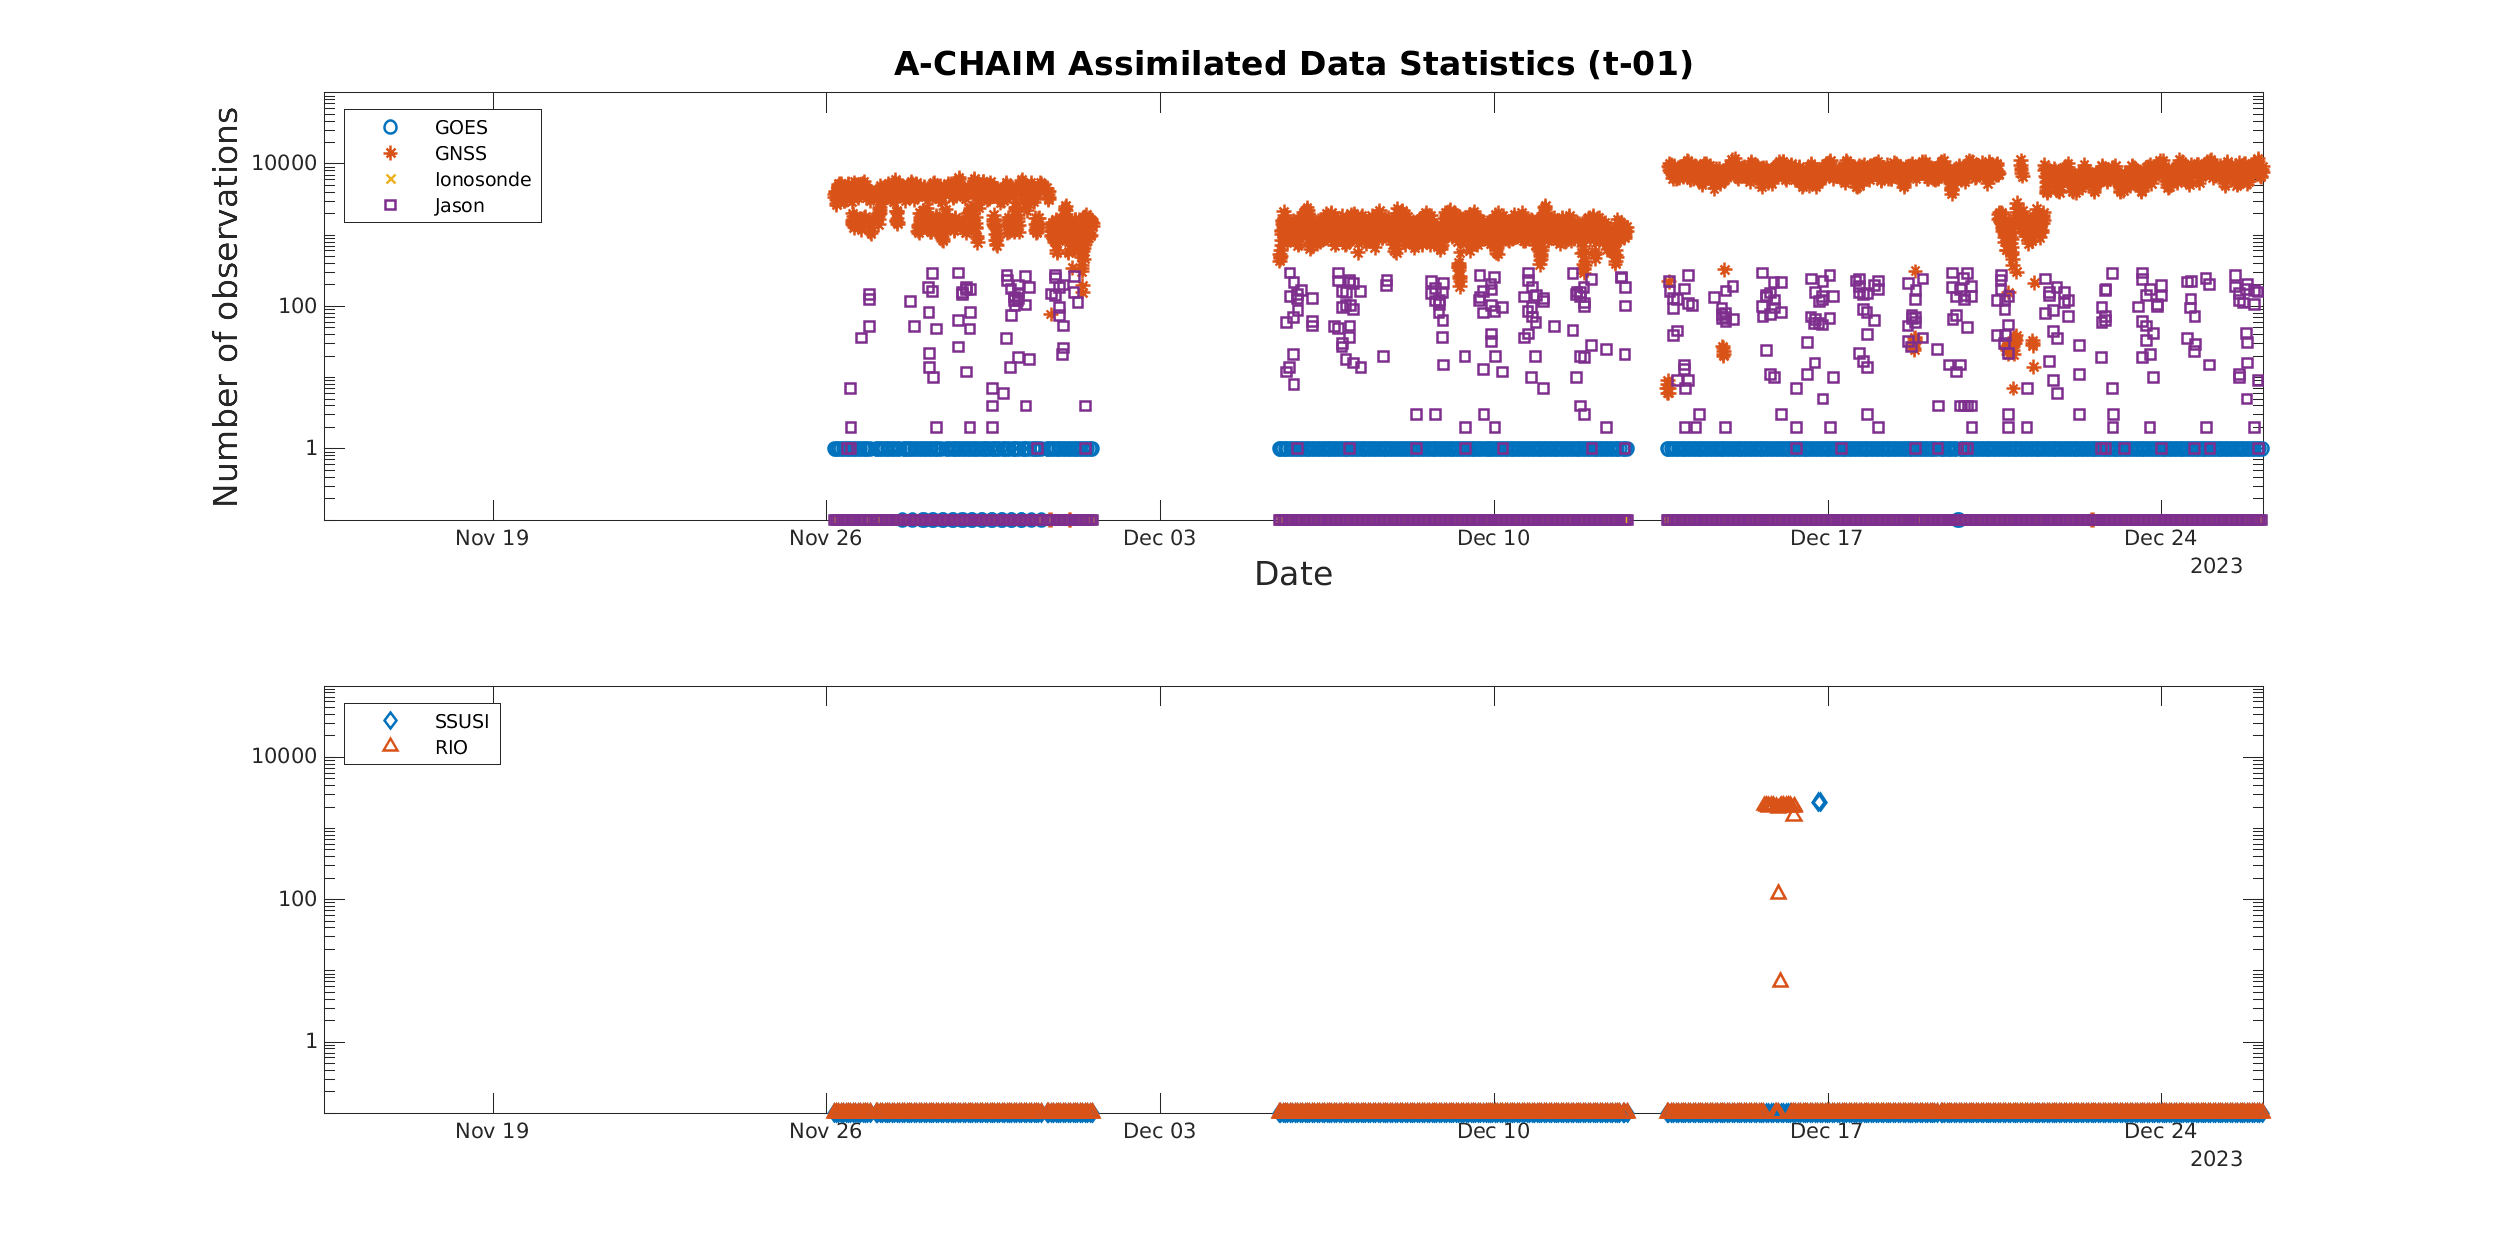 A-CHAIM Assimilated Data Statistics (t-01)
Number of observations
10000
100
1
GOES
GNSS
Ionosonde
Jason
Nov 19 Nov 26 Dec 03 Dec 10 Dec 17 Dec 24
2023
Date
10000
100
1
SSUSI
RIO
Nov 19 Nov 26 Dec 03 Dec 10 Dec 17 Dec 24
2023